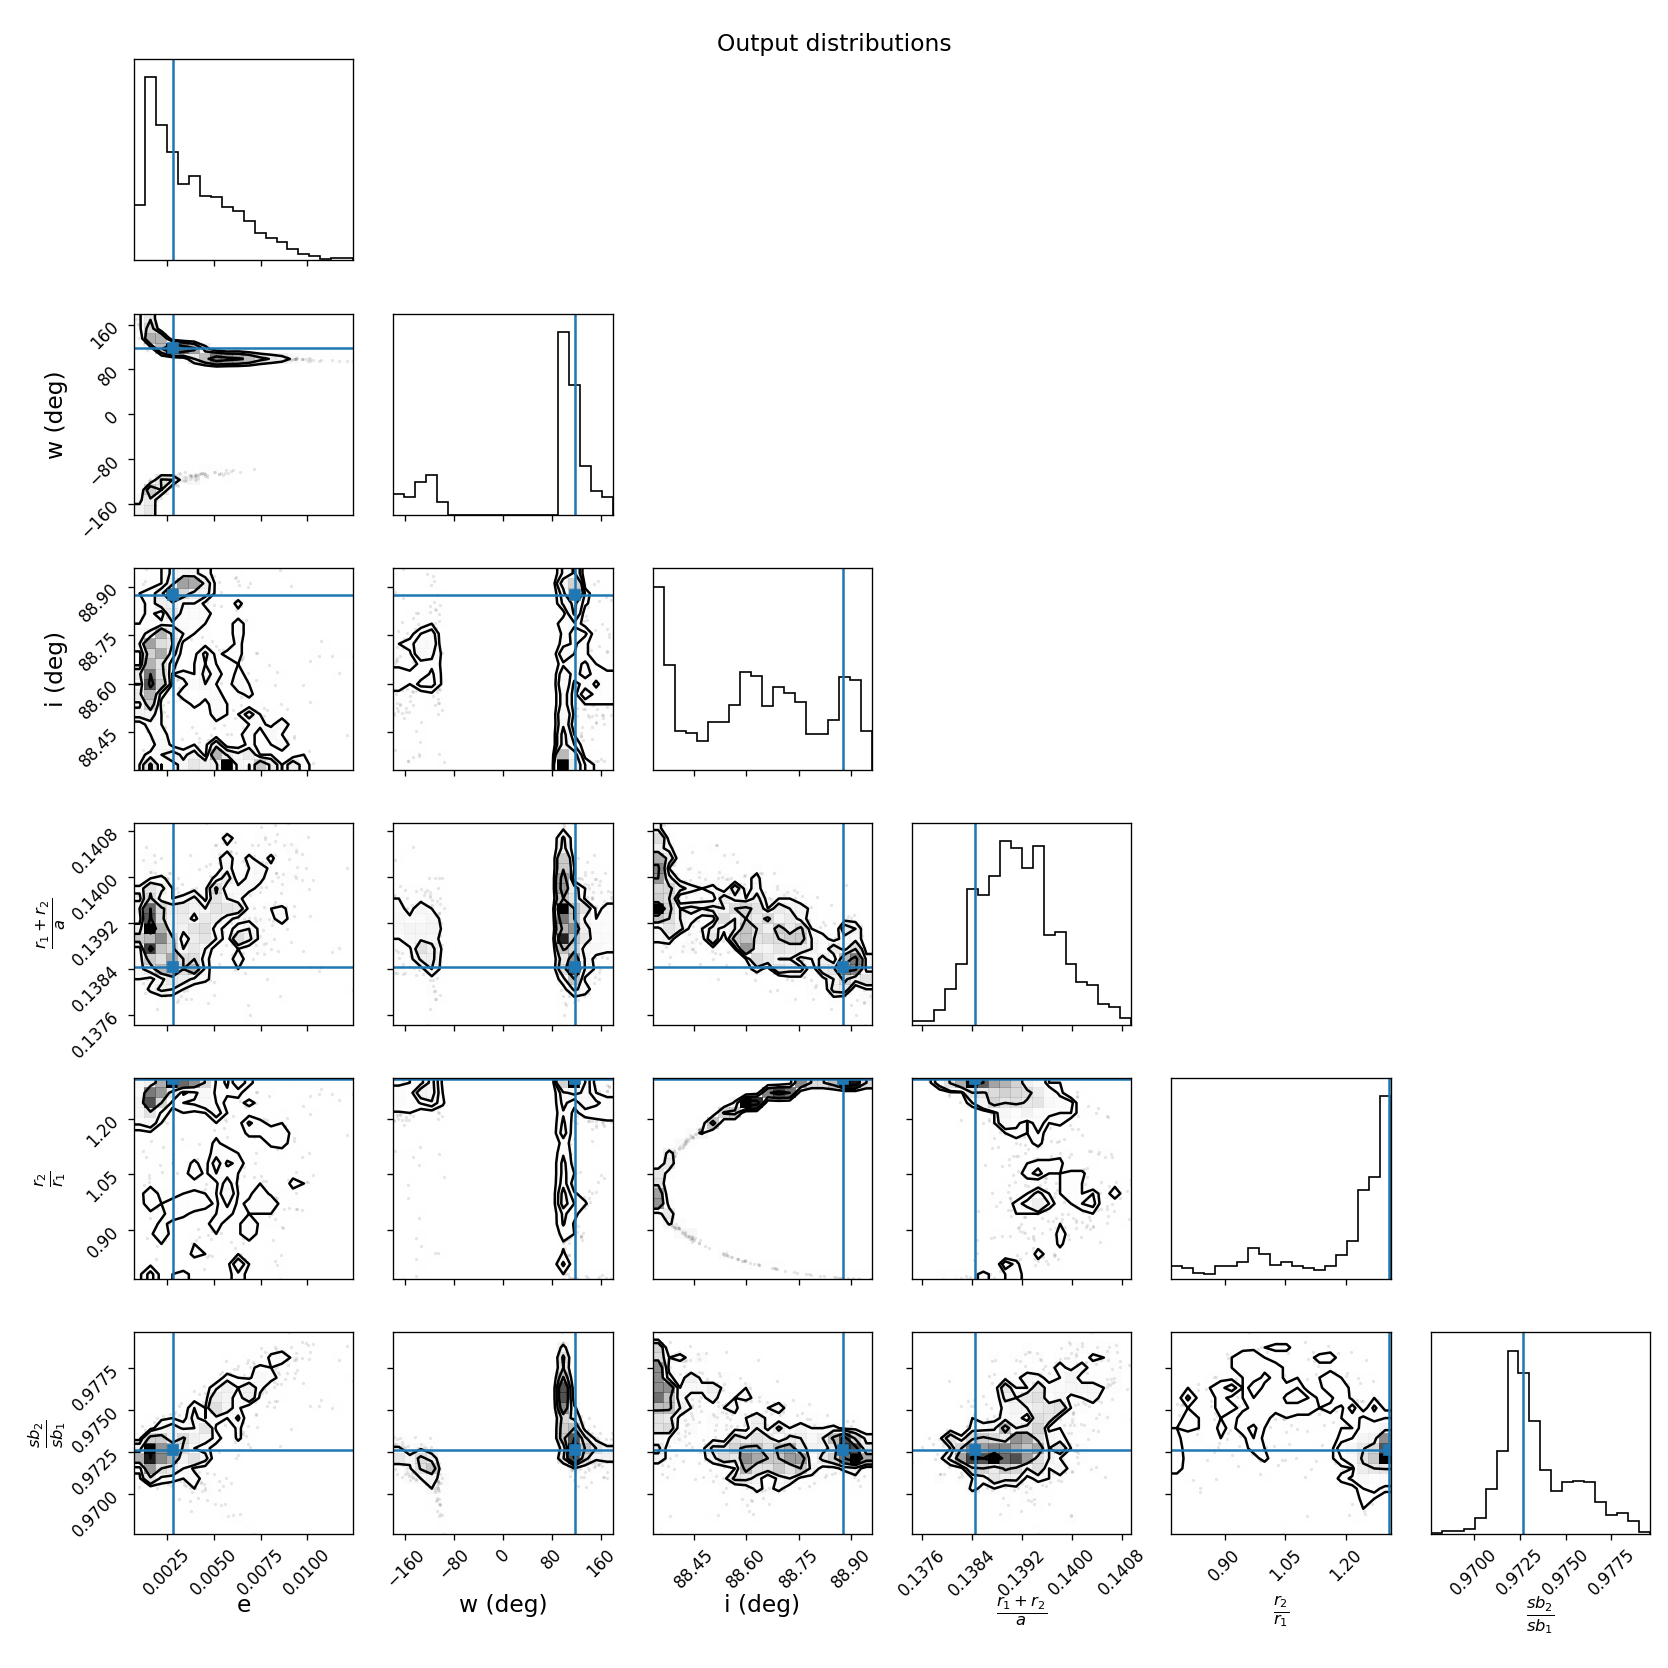 Output distributions
w (deg)
160
80
0
−80
−160
i (deg)
88.90
88.75
88.60
88.45
r₁ + r₂
a
0.1408
0.1400
0.1392
0.1384
0.1376
r₂
r₁
1.20
1.05
0.90
sb₂
sb₁
0.9775
0.9750
0.9725
0.9700
0.0025 0.0050 0.0075 0.0100 −160 −80 0 80 160 88.45 88.60 88.75 88.90 0.1376 0.1384 0.1392 0.1400 0.1408 0.90 1.05 1.20 0.9700 0.9725 0.9750 0.9775
e w (deg) i (deg) r₁ + r₂ r₂ sb₂
a r₁ sb₁